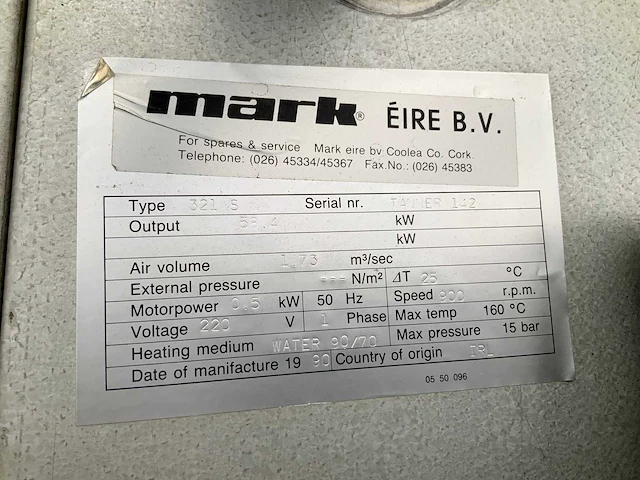 mark® ÉIRE B.V.
For spares & service Mark eire bv Coolea Co. Cork.
Telephone: (026) 45334/45367 Fax.No.: (026) 45383
Type 321 S Serial nr. 142
Output kW
kW
Air volume 1.73 m³/sec
External pressure --- N/m² ΔT 25 °C
Motorpower 0.5 kW 50 Hz Speed 900 r.p.m.
Voltage 220 V 1 Phase Max temp 160 °C
Heating medium WATER 90/70 Max pressure 15 bar
Date of manifacture 19 90 Country of origin IRL
05 50 096